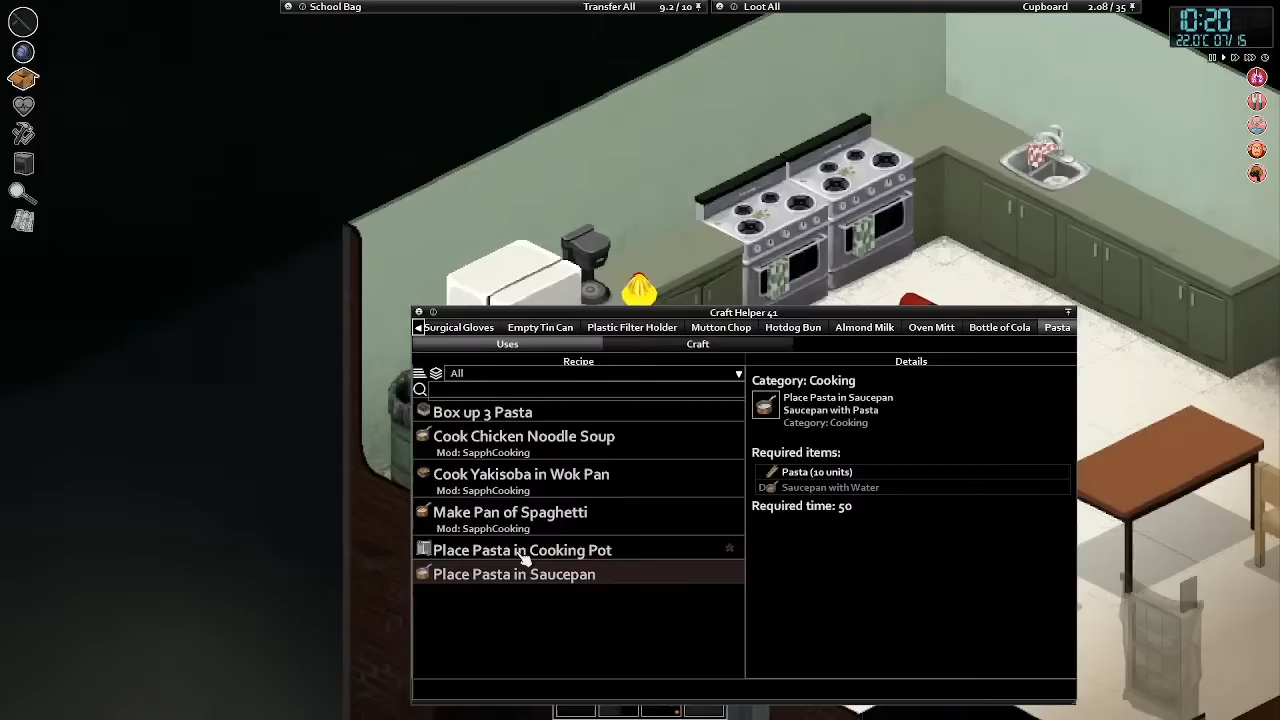 School Bag Transfer All 9.2 / 10
Loot All Cupboard 2.08 / 35
10:20
22.0°C 07/15
Craft Helper 41
Surgical Gloves Empty Tin Can Plastic Filter Holder Mutton Chop Hotdog Bun Almond Milk Oven Mitt Bottle of Cola Pasta
Uses Craft
Recipe
All
Box up 3 Pasta
Cook Chicken Noodle Soup
Mod: SapphCooking
Cook Yakisoba in Wok Pan
Mod: SapphCooking
Make Pan of Spaghetti
Mod: SapphCooking
Place Pasta in Cooking Pot
Place Pasta in Saucepan
Details
Category: Cooking
Place Pasta in Saucepan
Saucepan with Pasta
Category: Cooking
Required items:
Pasta (10 units)
D Saucepan with Water
Required time: 50